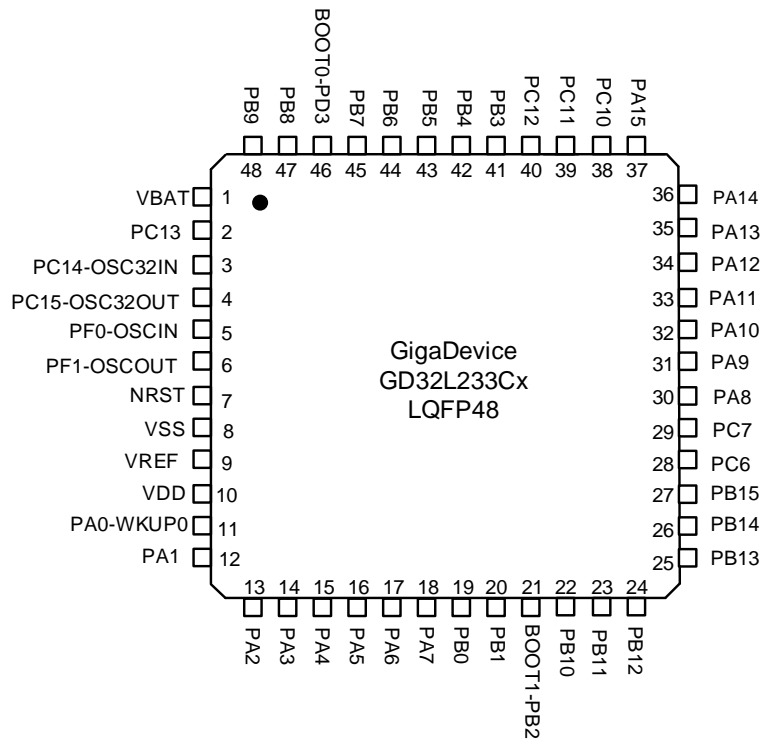 PB9
PB8
BOOT0-PD3
PB7
PB6
PB5
PB4
PB3
PC12
PC11
PC10
PA15
48
47
46
45
44
43
42
41
40
39
38
37
VBAT 1
PC13 2
PC14-OSC32IN 3
PC15-OSC32OUT 4
PF0-OSCIN 5
PF1-OSCOUT 6
NRST 7
VSS 8
VREF 9
VDD 10
PA0-WKUP0 11
PA1 12
GigaDevice
GD32L233Cx
LQFP48
36 PA14
35 PA13
34 PA12
33 PA11
32 PA10
31 PA9
30 PA8
29 PC7
28 PC6
27 PB15
26 PB14
25 PB13
13
14
15
16
17
18
19
20
21
22
23
24
PA2
PA3
PA4
PA5
PA6
PA7
PB0
PB1
BOOT1-PB2
PB10
PB11
PB12